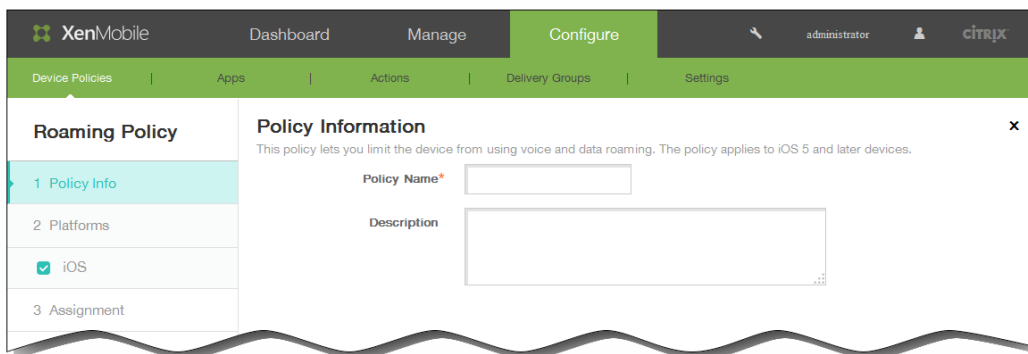 XenMobile Dashboard Manage Configure administrator CİTRIX
Device Policies | Apps | Actions | Delivery Groups | Settings
Roaming Policy
1 Policy Info
2 Platforms
iOS
3 Assignment
Policy Information
This policy lets you limit the device from using voice and data roaming. The policy applies to iOS 5 and later devices.
Policy Name*
Description